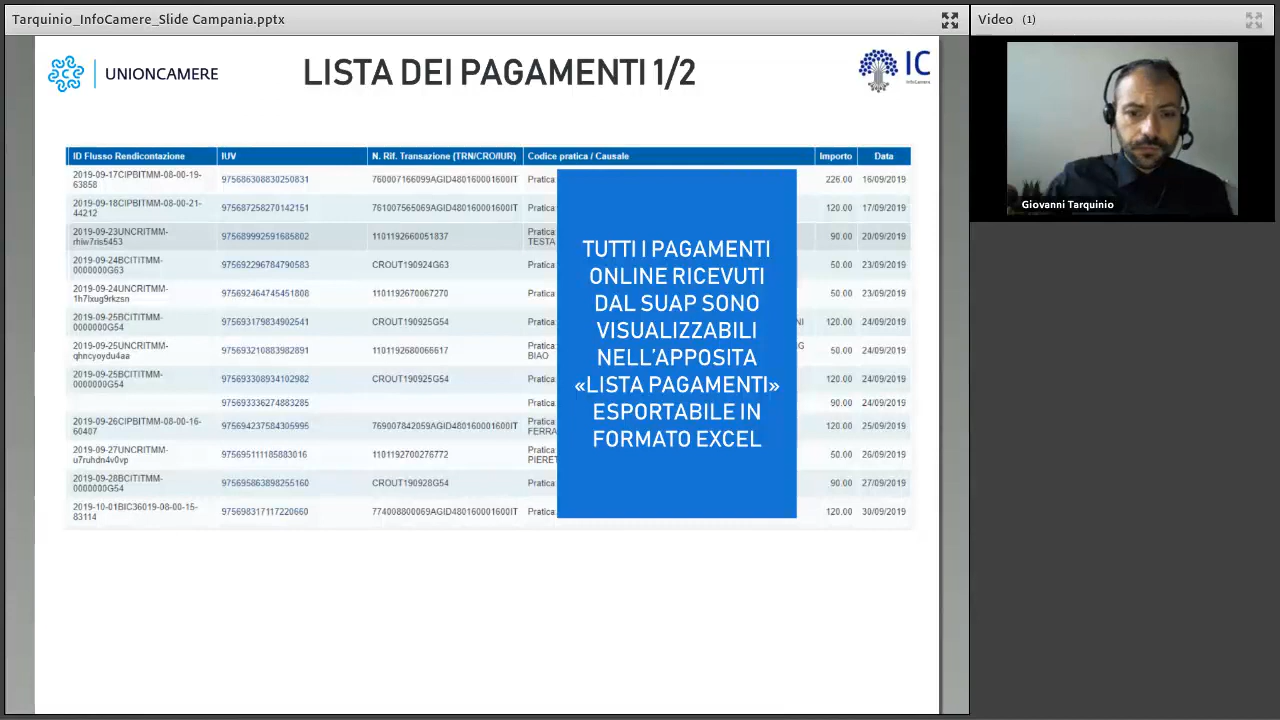 Tarquinio_InfoCamere_Slide Campania.pptx
Video (1)
UNIONCAMERE
LISTA DEI PAGAMENTI 1/2
IC
InfoCamere
Giovanni Tarquinio
ID Flusso Rendicontazione IUV N. Rif. Transazione (TRN/CRO/IUR) Codice pratica / Causale Importo Data
2019-09-17CIPBITMM-08-00-19-63858 975686308830250831 760007166099AGID480160001600IT Pratica 226.00 16/09/2019
2019-09-18CIPBITMM-08-00-21-44212 975687258270142151 761007565069AGID480160001600IT Pratica 120.00 17/09/2019
2019-09-23UNCRITMM-rhiw7ris5453 975689992591685802 1101192660051837 Pratica TESTA 90.00 20/09/2019
2019-09-24BCITITMM-0000000G63 975692296784790583 CROUT190924G63 Pratica 50.00 23/09/2019
2019-09-24UNCRITMM-1h7lxug9rkzsn 975692464745451808 1101192670067270 Pratica 50.00 23/09/2019
2019-09-25BCITITMM-0000000G54 975693179834902541 CROUT190925G54 Pratica NI 120.00 24/09/2019
2019-09-25UNCRITMM-qhncyoydu4aa 975693210883982891 1101192680066617 Pratica BIAO G 50.00 24/09/2019
2019-09-25BCITITMM-0000000G54 975693308934102982 CROUT190925G54 Pratica 120.00 24/09/2019
975693336274883285 Pratica 90.00 24/09/2019
2019-09-26CIPBITMM-08-00-16-60407 975694237584305995 769007842059AGID480160001600IT Pratica FERRA 120.00 25/09/2019
2019-09-27UNCRITMM-u7ruhdn4v0vp 975695111185883016 1101192700276772 Pratica PIERET 50.00 26/09/2019
2019-09-28BCITITMM-0000000G54 975695863898255160 CROUT190928G54 Pratica 90.00 27/09/2019
2019-10-01BIC36019-08-00-15-83114 975698317117220660 774008800069AGID480160001600IT Pratica 120.00 30/09/2019
TUTTI I PAGAMENTI
ONLINE RICEVUTI
DAL SUAP SONO
VISUALIZZABILI
NELL'APPOSITA
«LISTA PAGAMENTI»
ESPORTABILE IN
FORMATO EXCEL